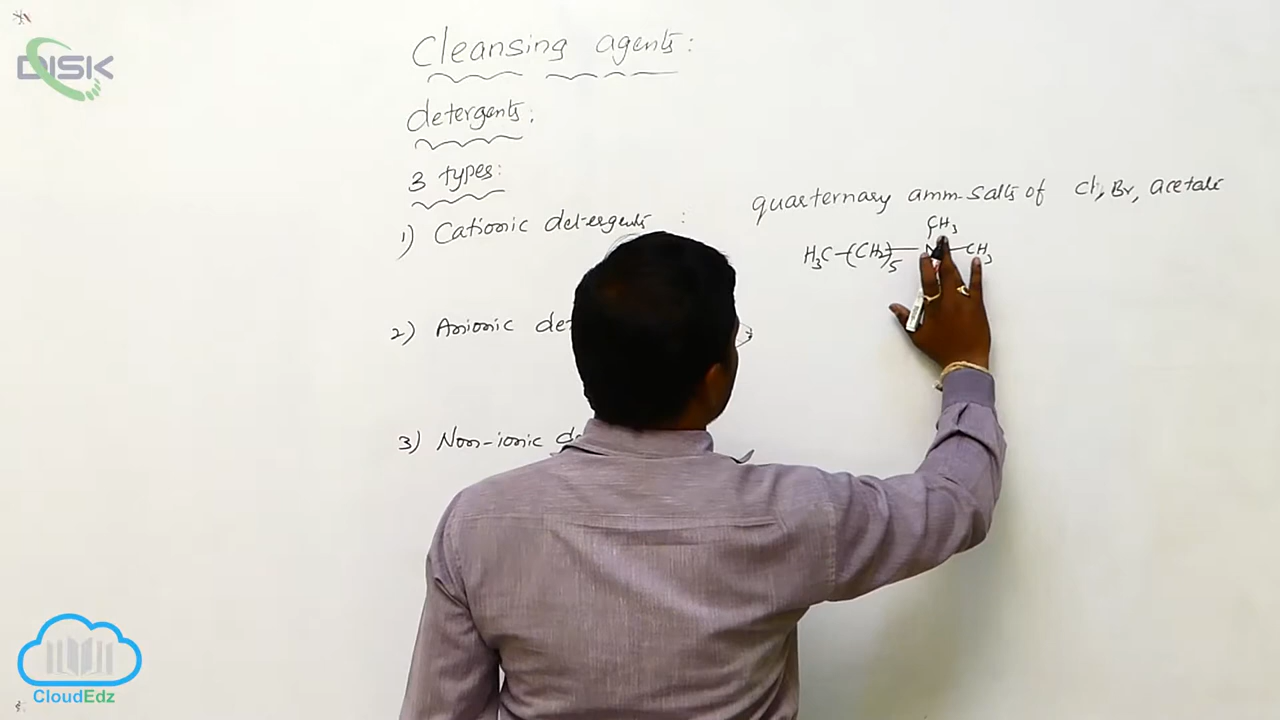 DISK
Cleansing agents:
detergents:
3 types:
1) Cationic detergents :
quarternary amm-salts of Cl, Br, acetate
CH3
H3C-(CH2)5 N CH3
2) Anionic
3) Non-ionic
CloudEdz